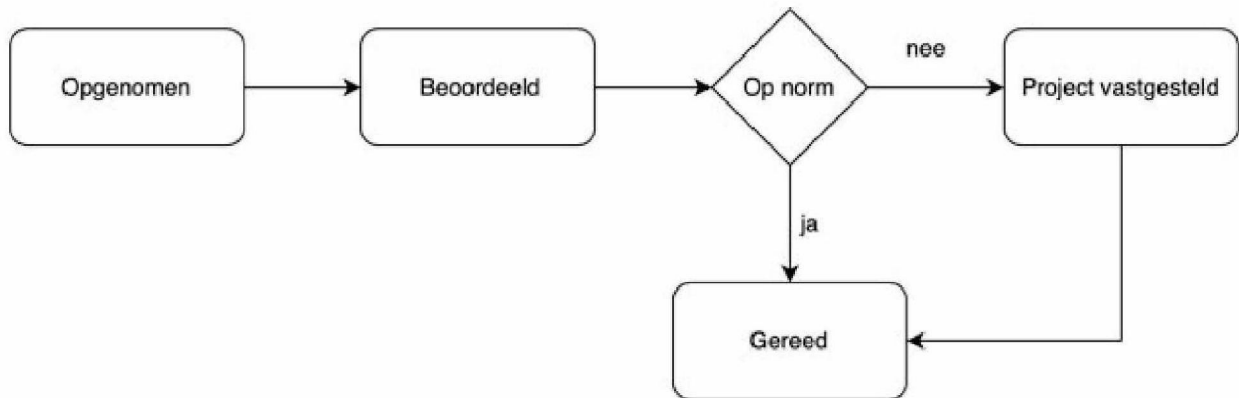 Opgenomen
Beoordeeld
Op norm
nee
Project vastgesteld
ja
Gereed